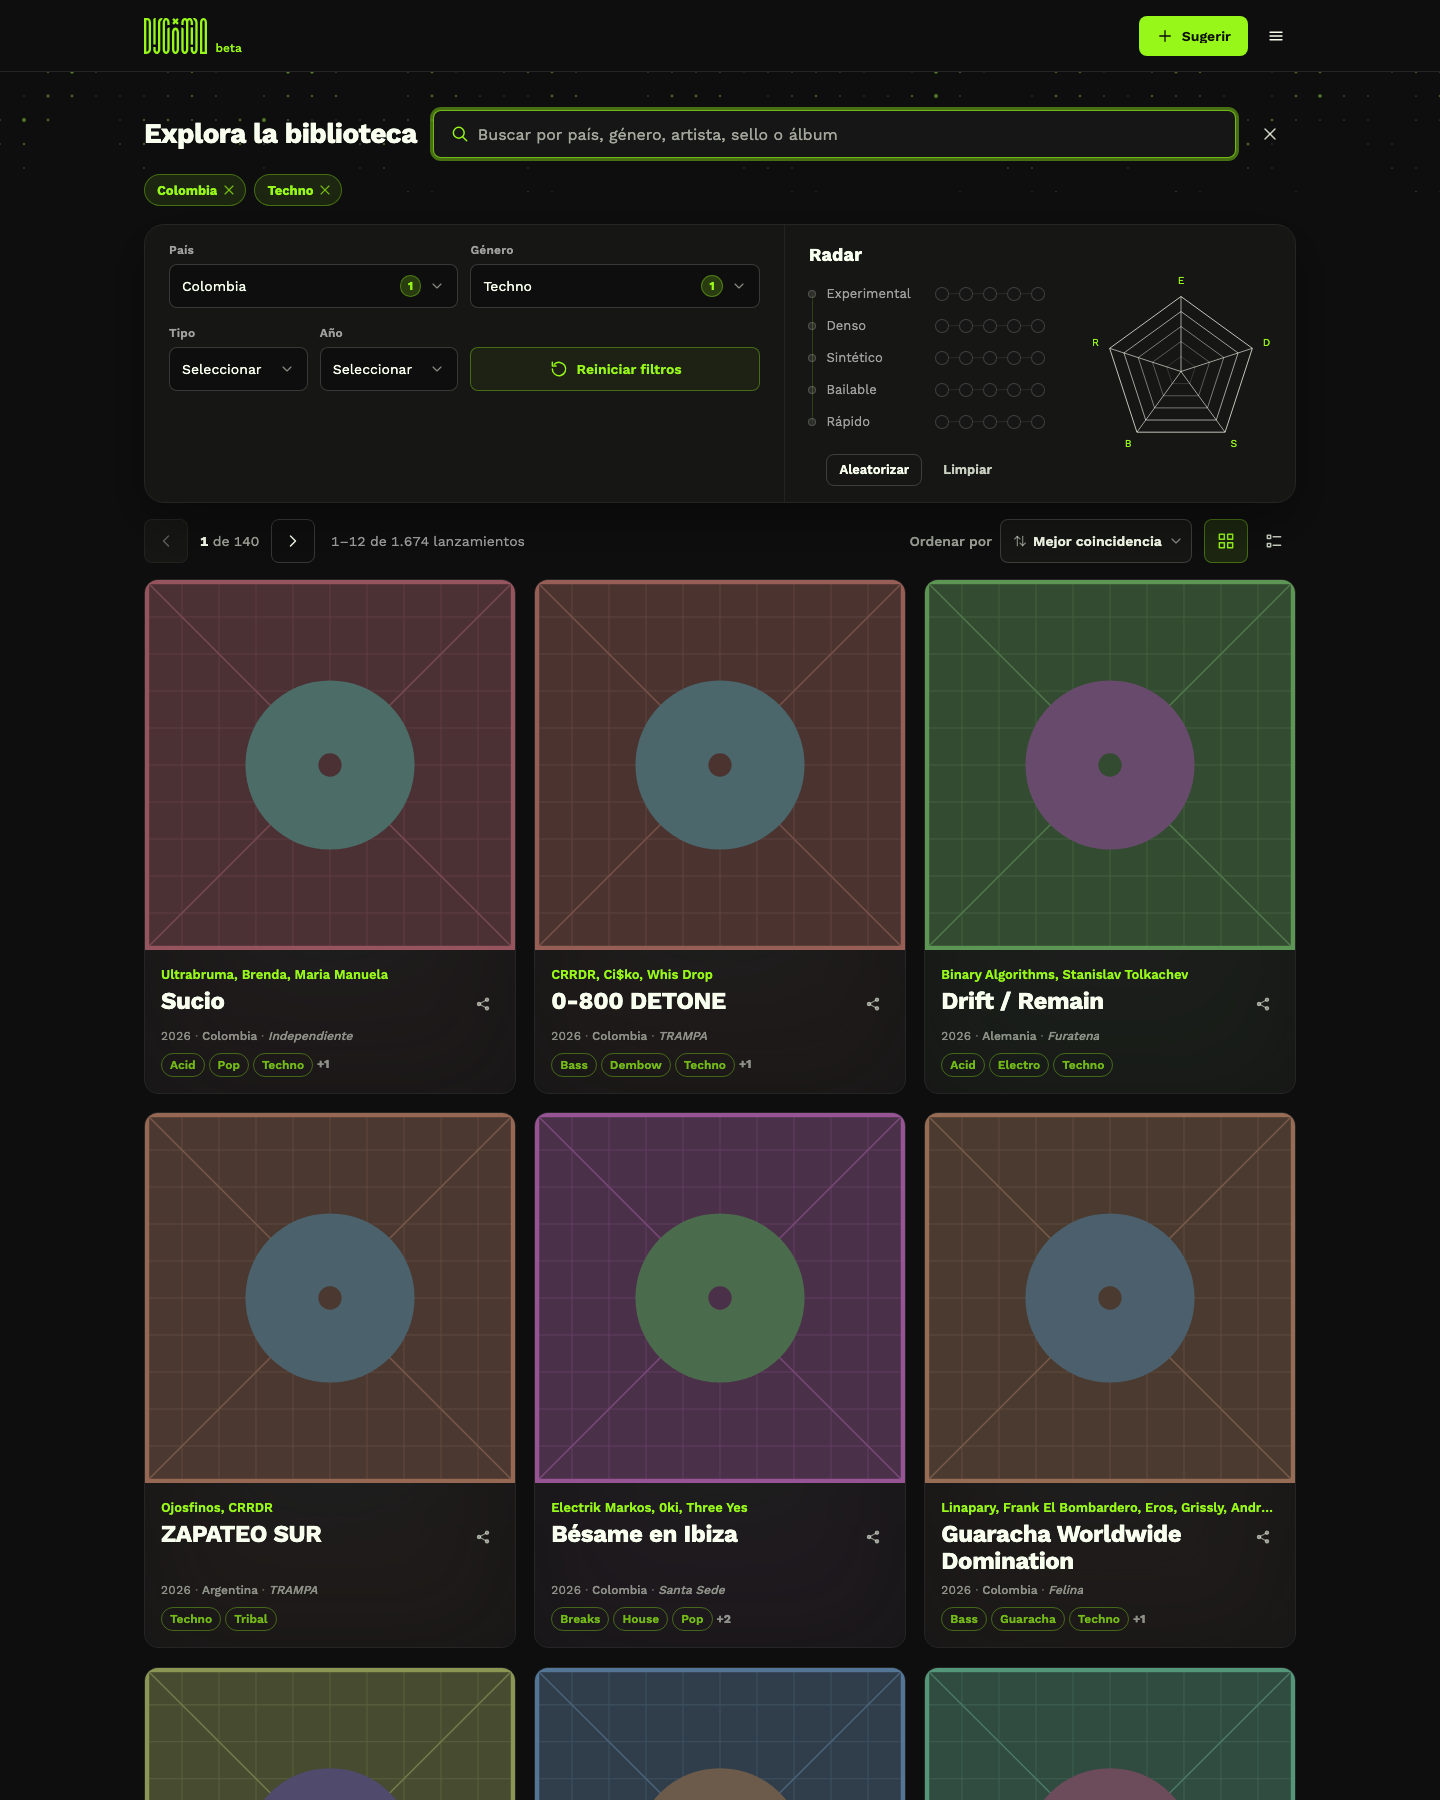 beta
Sugerir
Explora la biblioteca
Buscar por país, género, artista, sello o álbum
Colombia
Techno
País
Género
Colombia 1
Techno 1
Tipo
Año
Seleccionar
Seleccionar
Reiniciar filtros
Radar
Experimental
Denso
Sintético
Bailable
Rápido
Aleatorizar
Limpiar
E
R
D
B
S
1 de 140
1–12 de 1.674 lanzamientos
Ordenar por
Mejor coincidencia
Ultrabruma, Brenda, Maria Manuela
Sucio
2026 · Colombia · Independiente
Acid Pop Techno +1
CRRDR, Ci$ko, Whis Drop
0-800 DETONE
2026 · Colombia · TRAMPA
Bass Dembow Techno +1
Binary Algorithms, Stanislav Tolkachev
Drift / Remain
2026 · Alemania · Furatena
Acid Electro Techno
Ojosfinos, CRRDR
ZAPATEO SUR
2026 · Argentina · TRAMPA
Techno Tribal
Electrik Markos, 0ki, Three Yes
Bésame en Ibiza
2026 · Colombia · Santa Sede
Breaks House Pop +2
Linapary, Frank El Bombardero, Eros, Grissly, Andr...
Guaracha Worldwide
Domination
2026 · Colombia · Felina
Bass Guaracha Techno +1